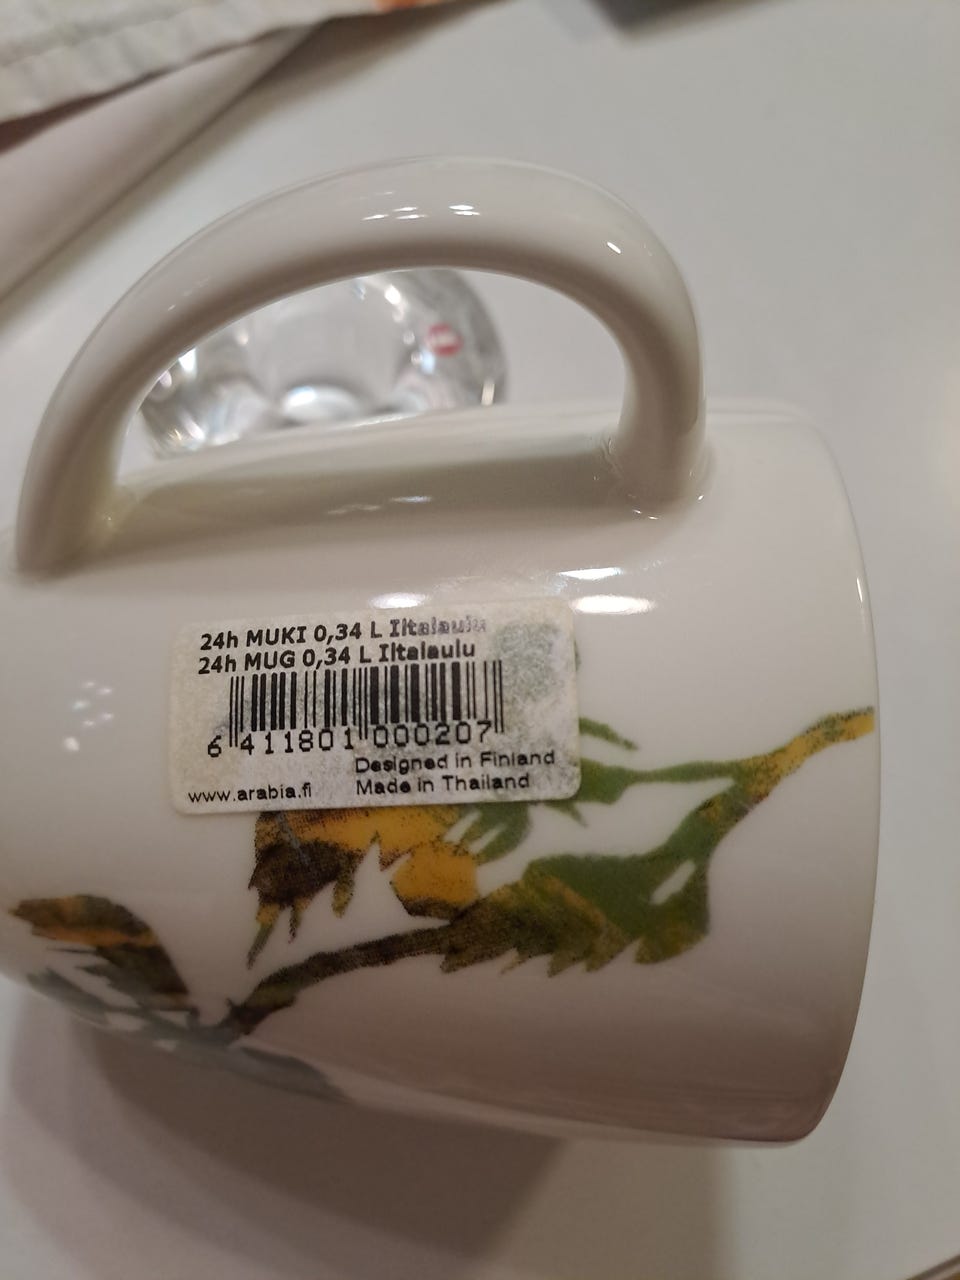 24h MUKI 0,34 L Iltalaulu
24h MUG 0,34 L Iltalaulu
6 411801 000207
Designed in Finland
www.arabia.fi Made in Thailand